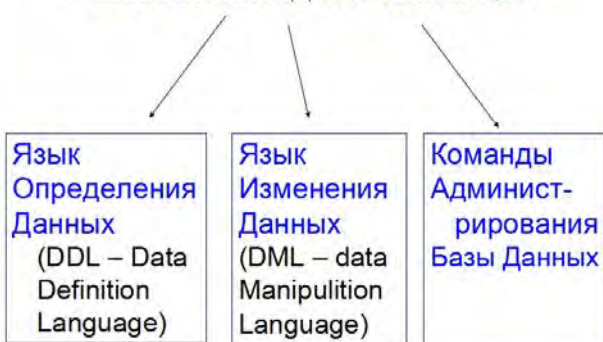 Язык
Определения
Данных
(DDL – Data
Definition
Language)
Язык
Изменения
Данных
(DML – data
Manipulition
Language)
Команды
Админист-
рирования
Базы Данных